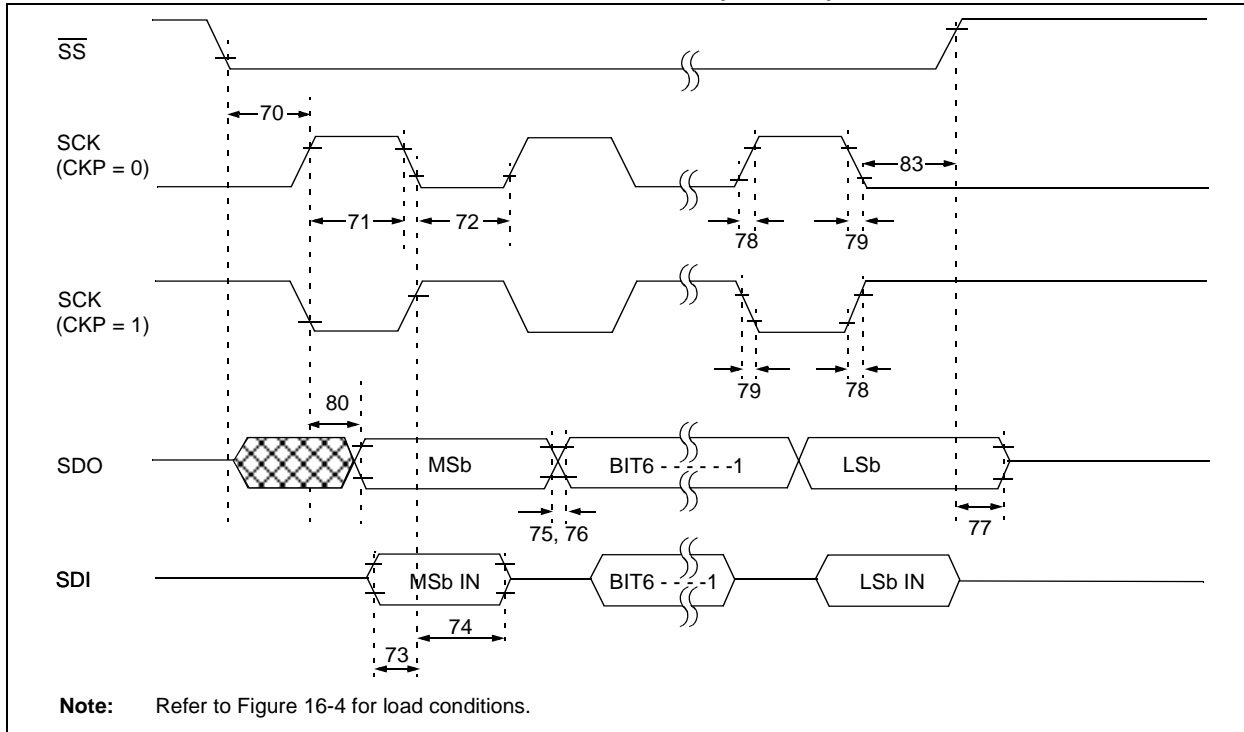 SS
70
SCK
(CKP = 0)
83
71
72
78
79
SCK
(CKP = 1)
79
78
80
SDO
MSb
BIT6 - - - - - -1
LSb
75, 76
77
SDI
MSb IN
BIT6 - - - -1
LSb IN
74
73
Note: Refer to Figure 16-4 for load conditions.